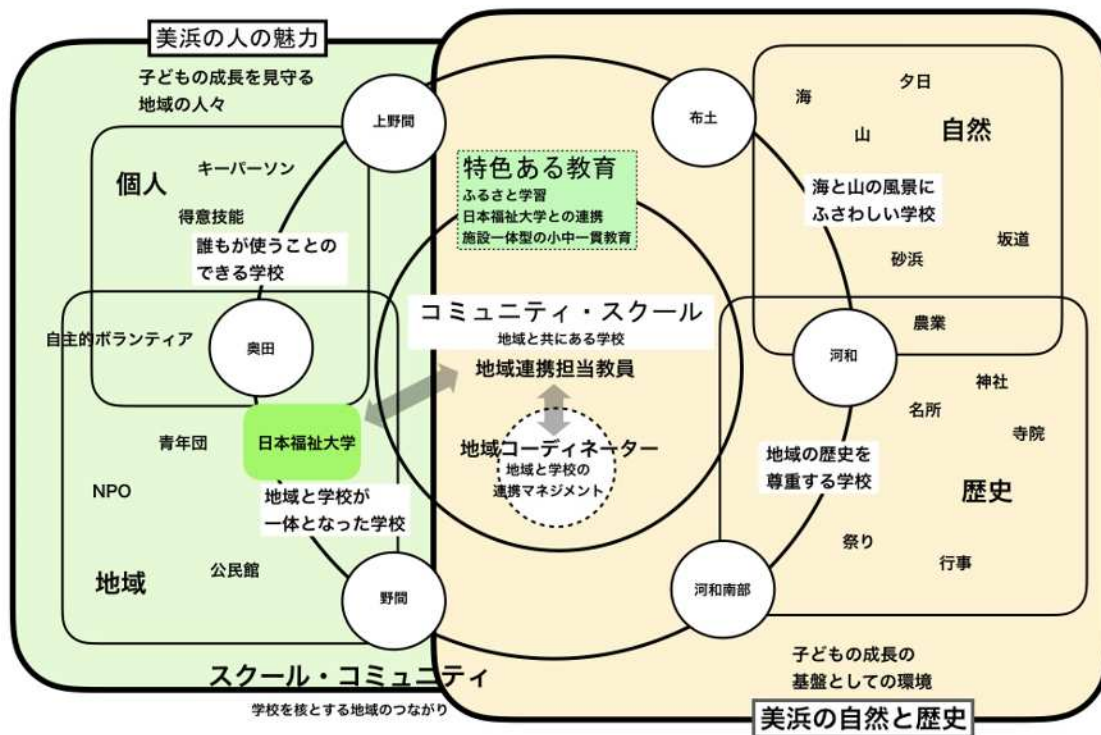 美浜の人の魅力
子どもの成長を見守る
地域の人々
上野間
布土
海
夕日
山
自然
個人
キーパーソン
得意技能
特色ある教育
ふるさと学習
日本福祉大学との連携
施設一体型の小中一貫教育
海と山の風景に
ふさわしい学校
誰もが使うことの
できる学校
坂道
砂浜
コミュニティ・スクール
地域と共にある学校
地域連携担当教員
自主的ボランティア
奥田
河和
農業
神社
名所
寺院
青年団
日本福祉大学
地域コーディネーター
地域と学校の
連携マネジメント
地域の歴史を
尊重する学校
NPO
地域と学校が
一体となった学校
歴史
祭り
行事
地域
公民館
野間
河和南部
スクール・コミュニティ
学校を核とする地域のつながり
子どもの成長の
基盤としての環境
美浜の自然と歴史